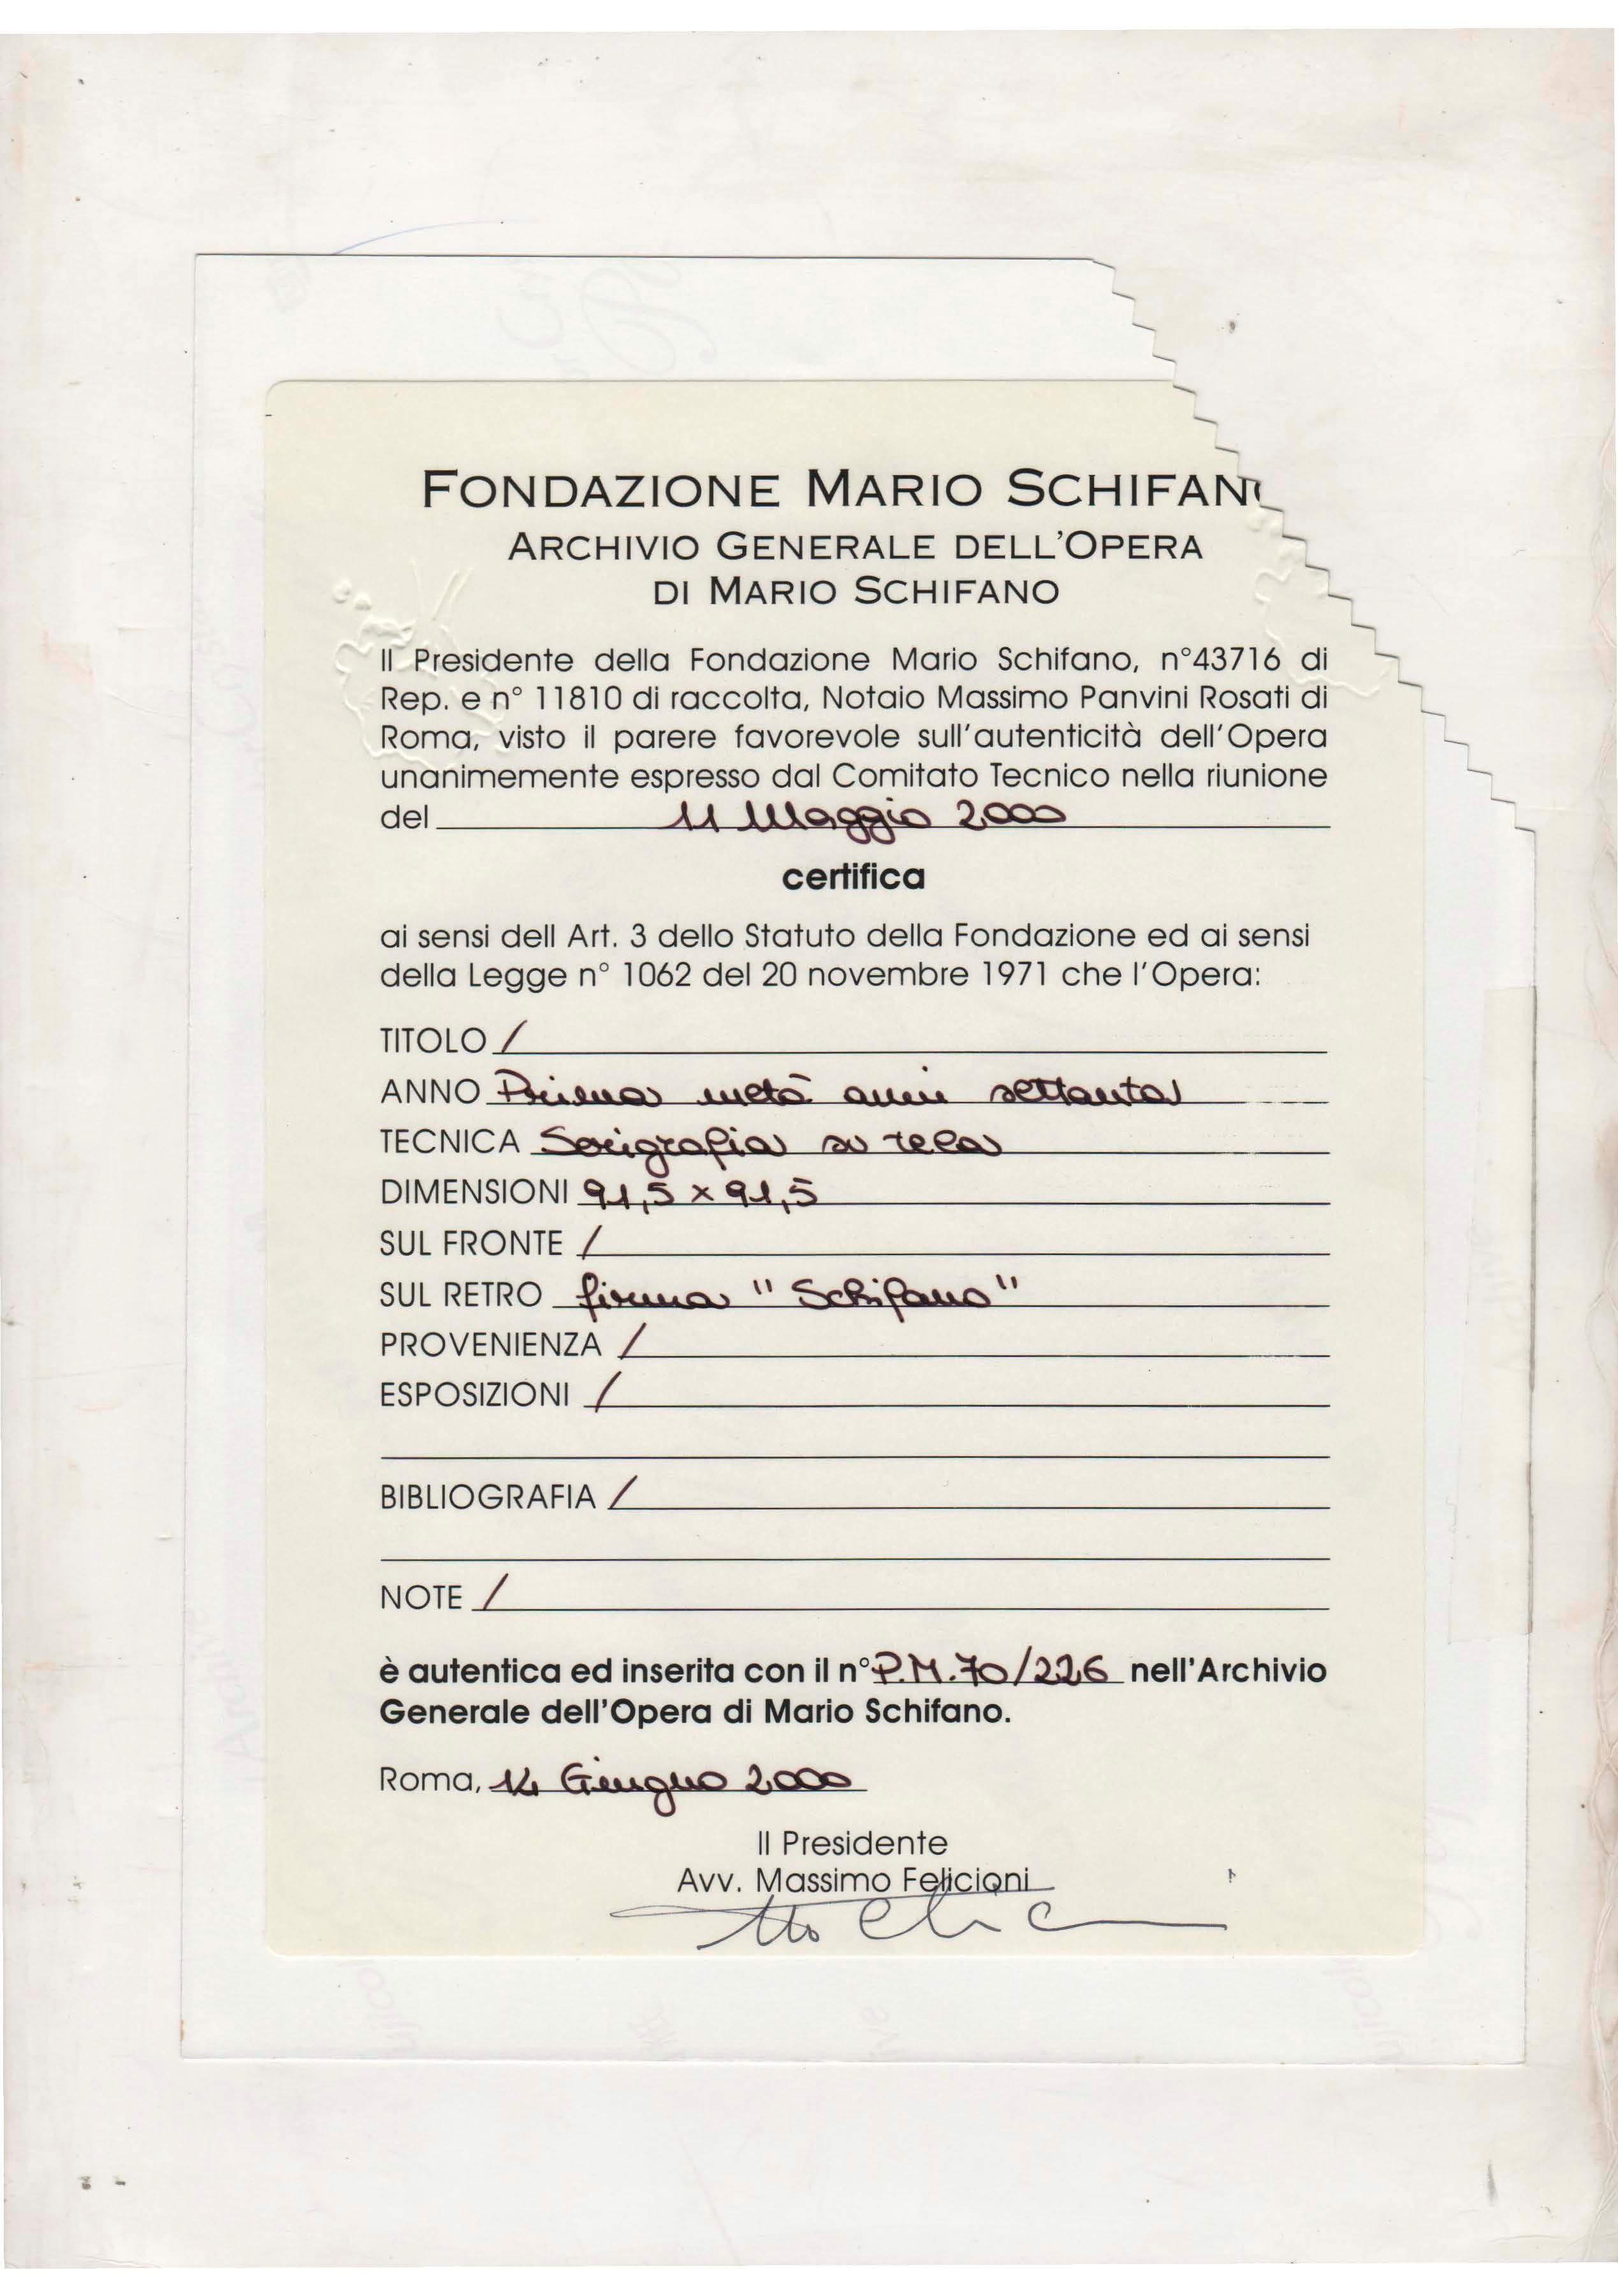 FONDAZIONE MARIO SCHIFAN
ARCHIVIO GENERALE DELL'OPERA
DI MARIO SCHIFANO
Il Presidente della Fondazione Mario Schifano, n°43716 di
Rep. e n° 11810 di raccolta, Notaio Massimo Panvini Rosati di
Roma, visto il parere favorevole sull'autenticità dell'Opera
unanimemente espresso dal Comitato Tecnico nella riunione
del 11 Maggio 2000
certifica
ai sensi dell Art. 3 dello Statuto della Fondazione ed ai sensi
della Legge n° 1062 del 20 novembre 1971 che l'Opera:
TITOLO /
ANNO Prima metà anni settanta
TECNICA Serigrafia su tela
DIMENSIONI 91,5 x 91,5
SUL FRONTE /
SUL RETRO firma "Schifano"
PROVENIENZA /
ESPOSIZIONI /
BIBLIOGRAFIA /
NOTE /
è autentica ed inserita con il n° P.M.70/226 nell'Archivio
Generale dell'Opera di Mario Schifano.
Roma, 14 Giugno 2000
Il Presidente
Avv. Massimo Felicioni